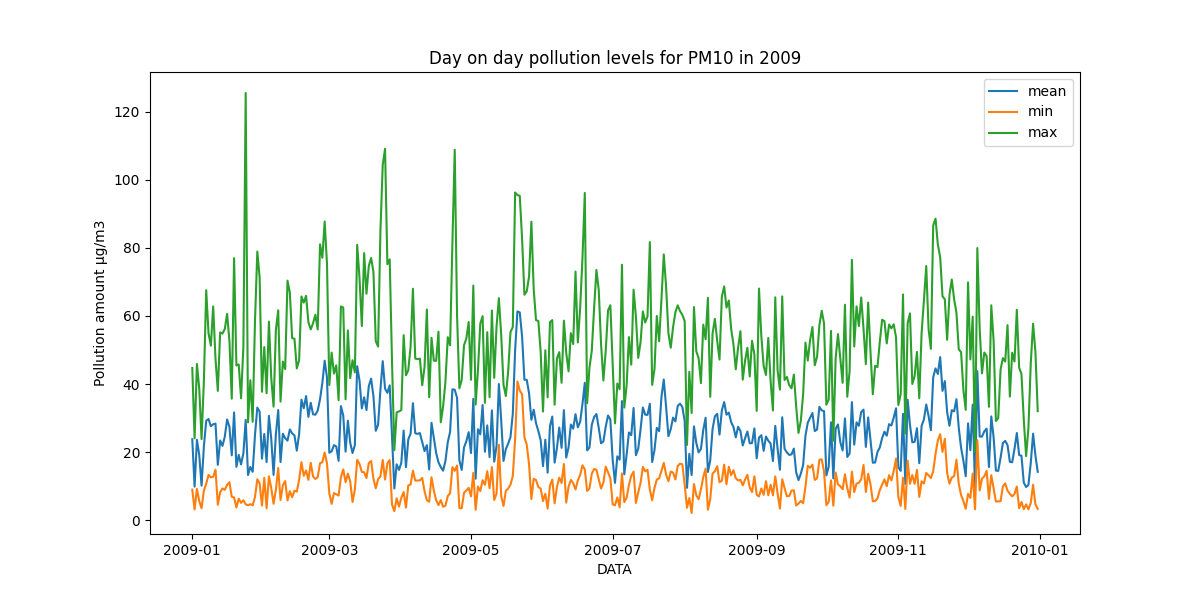 Day on day pollution levels for PM10 in 2009
mean
min
max
120
100
80
60
40
20
0
Pollution amount µg/m3
2009-01
2009-03
2009-05
2009-07
2009-09
2009-11
2010-01
DATA